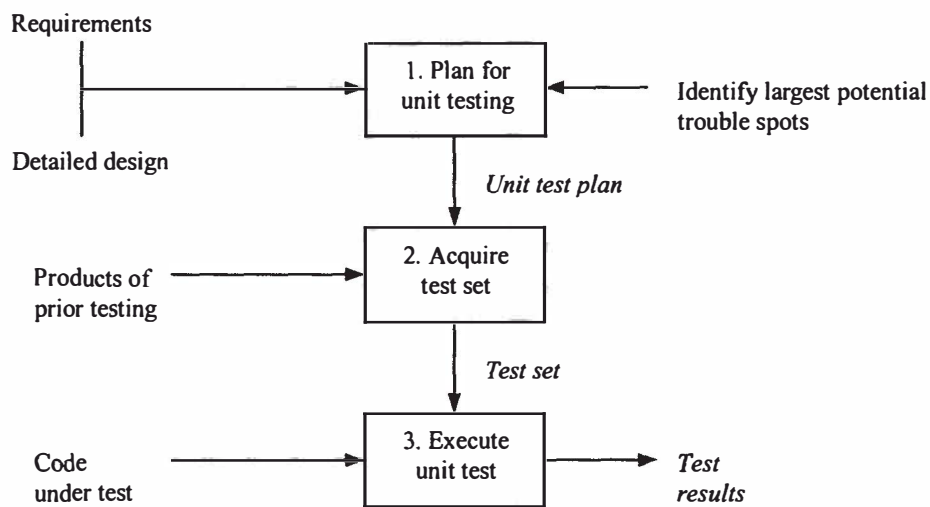 Requirements
1. Plan for
unit testing
Identify largest potential
trouble spots
Detailed design
Unit test plan
2. Acquire
test set
Products of
prior testing
Test set
3. Execute
unit test
Code
under test
Test
results